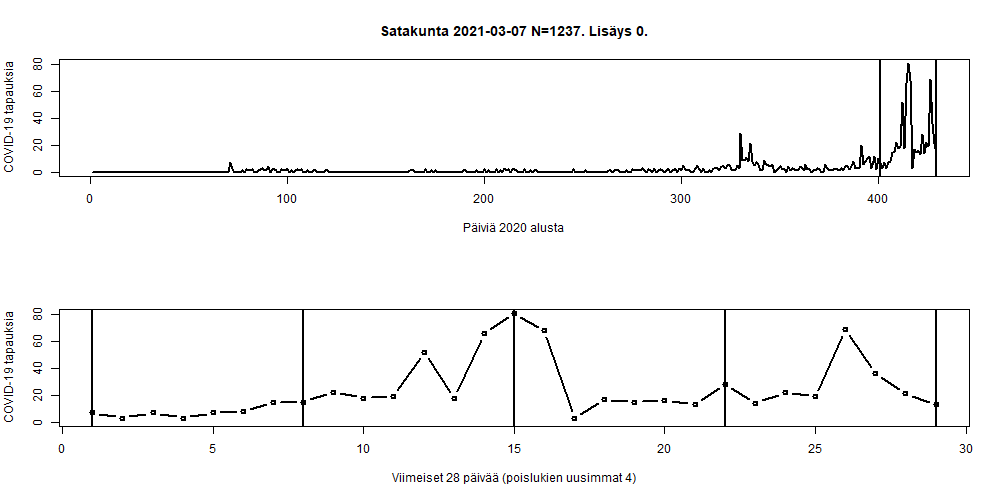 Satakunta 2021-03-07 N=1237. Lisäys 0.
COVID-19 tapauksia
80
60
40
20
0
0 100 200 300 400
Päiviä 2020 alusta
COVID-19 tapauksia
80
60
40
20
0
0 5 10 15 20 25 30
Viimeiset 28 päivää (poislukien uusimmat 4)